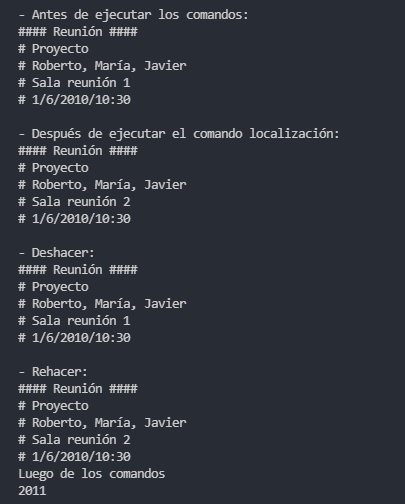 - Antes de ejecutar los comandos:
#### Reunión ####
# Proyecto
# Roberto, María, Javier
# Sala reunión 1
# 1/6/2010/10:30

- Después de ejecutar el comando localización:
#### Reunión ####
# Proyecto
# Roberto, María, Javier
# Sala reunión 2
# 1/6/2010/10:30

- Deshacer:
#### Reunión ####
# Proyecto
# Roberto, María, Javier
# Sala reunión 1
# 1/6/2010/10:30

- Rehacer:
#### Reunión ####
# Proyecto
# Roberto, María, Javier
# Sala reunión 2
# 1/6/2010/10:30
Luego de los comandos
2011